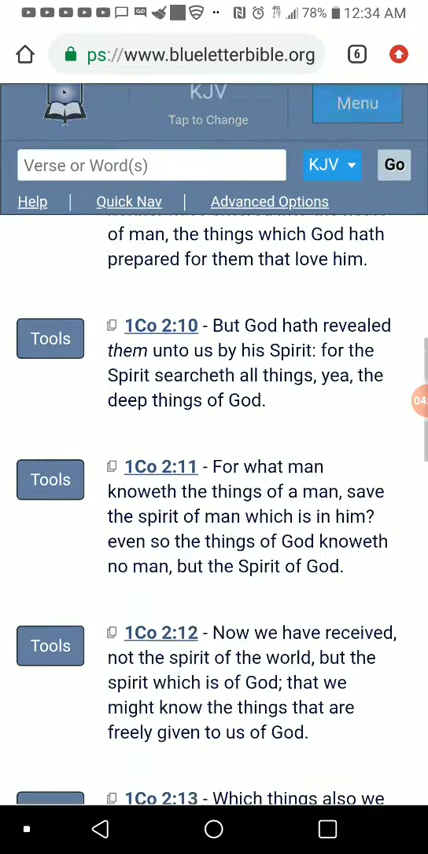 78% 12:34 AM
ps://www.blueletterbible.org 6
KJV
Tap to Change
Menu
Verse or Word(s) KJV Go
Help | Quick Nav | Advanced Options
of man, the things which God hath
prepared for them that love him.
Tools
1Co 2:10 - But God hath revealed
them unto us by his Spirit: for the
Spirit searcheth all things, yea, the
deep things of God.
Tools
1Co 2:11 - For what man
knoweth the things of a man, save
the spirit of man which is in him?
even so the things of God knoweth
no man, but the Spirit of God.
Tools
1Co 2:12 - Now we have received,
not the spirit of the world, but the
spirit which is of God; that we
might know the things that are
freely given to us of God.
1Co 2:13 - Which things also we
04